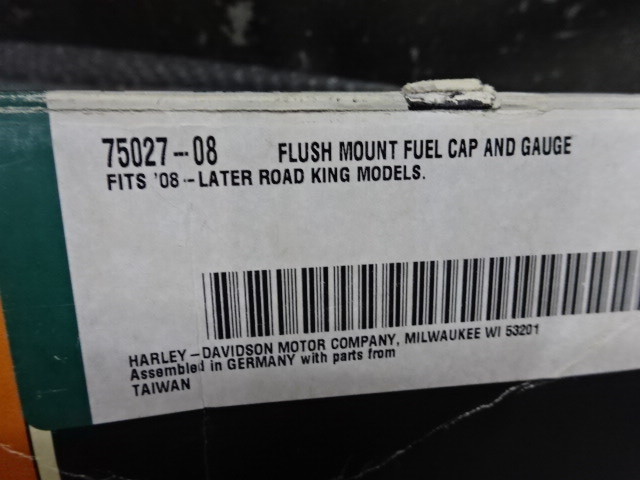 75027-08 FLUSH MOUNT FUEL CAP AND GAUGE
FITS '08-LATER ROAD KING MODELS.
HARLEY-DAVIDSON MOTOR COMPANY, MILWAUKEE WI 53201
Assembled in GERMANY with parts from
TAIWAN